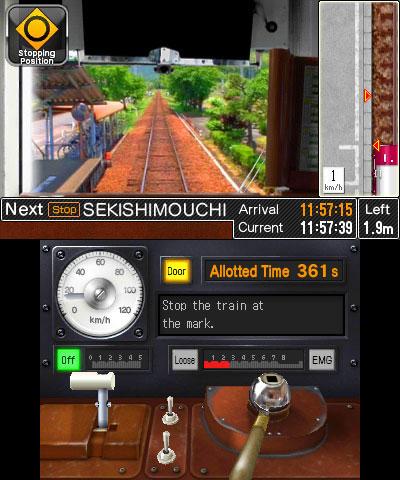 Stopping
Position
1
km/h
1.
Next Stop SEKISHIMOUCHI
Arrival 11:57:15
Current 11:57:39
Left
1.9m
0 20 40 60 80 100 120
km/h
Door
Allotted Time 361 s
Stop the train at
the mark.
Off
0 1 2 3 4 5
Loose
1 2 3 4 5 6 7 8
EMG